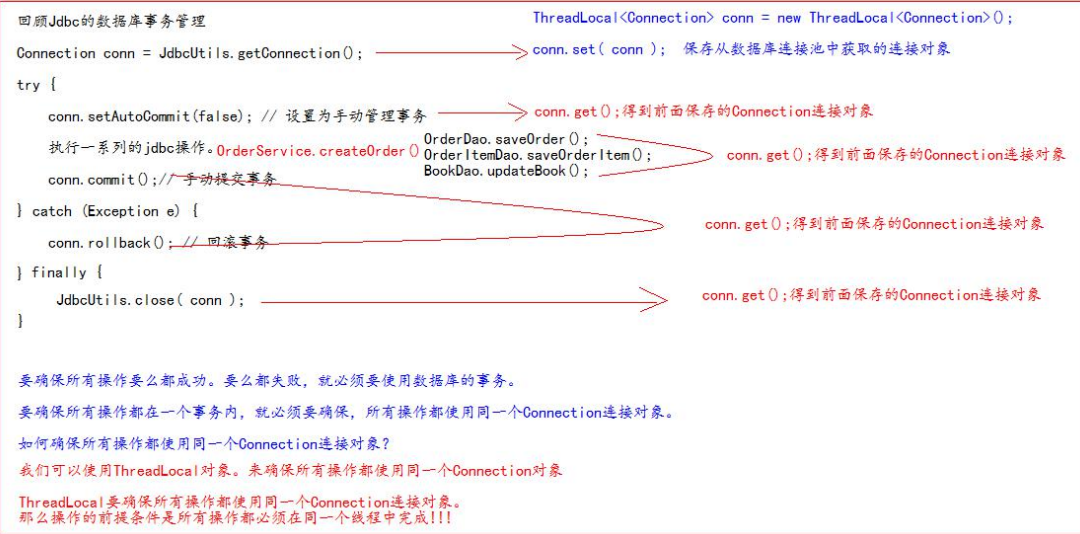 回顾Jdbc的数据库事务管理
ThreadLocal<Connection> conn = new ThreadLocal<Connection>();
Connection conn = JdbcUtils.getConnection();
conn.set( conn ); 保存从数据库连接池中获取的连接对象
try {
conn.setAutoCommit(false); // 设置为手动管理事务
conn.get();得到前面保存的Connection连接对象
执行一系列的jdbc操作。OrderService.createOrder()
OrderDao.saveOrder();
OrderItemDao.saveOrderItem();
BookDao.updateBook();
conn.get();得到前面保存的Connection连接对象
conn.commit();// 手动提交事务
} catch (Exception e) {
conn.get();得到前面保存的Connection连接对象
conn.rollback(); // 回滚事务
} finally {
JdbcUtils.close( conn );
conn.get();得到前面保存的Connection连接对象
}
要确保所有操作要么都成功。要么都失败，就必须要使用数据库的事务。
要确保所有操作都在一个事务内，就必须要确保，所有操作都使用同一个Connection连接对象。
如何确保所有操作都使用同一个Connection连接对象？
我们可以使用ThreadLocal对象。来确保所有操作都使用同一个Connection对象
ThreadLocal要确保所有操作都使用同一个Connection连接对象。
那么操作的前提条件是所有操作都必须在同一个线程中完成!!!